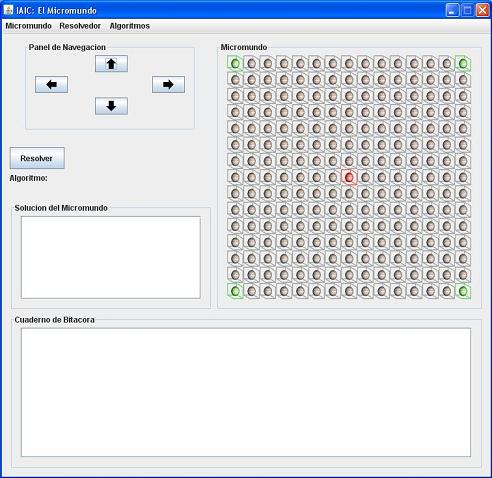 IAIC: El Micromundo
Micromundo Resolvedor Algoritmos
Panel de Navegacion
Micromundo
Resolver
Algoritmo:
Solucion del Micromundo
Cuaderno de Bitacora